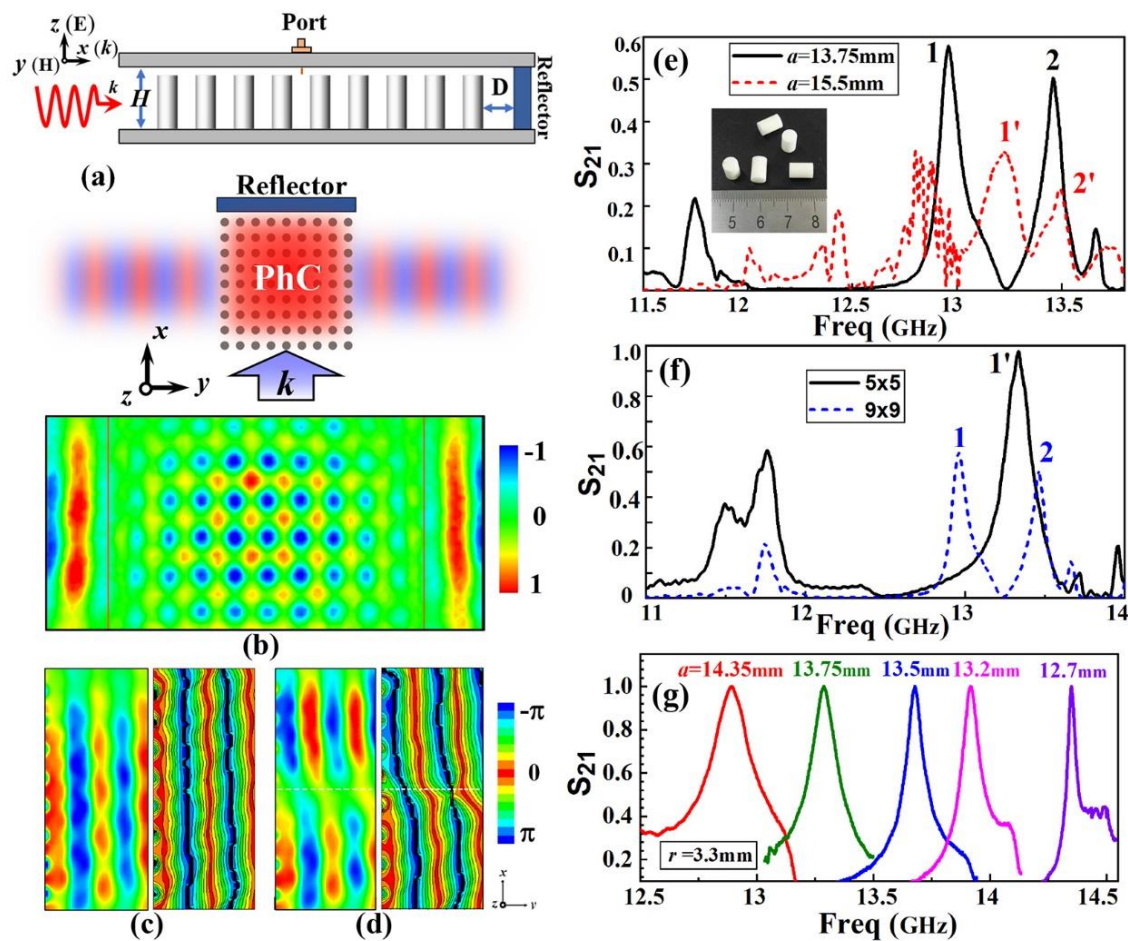 z (E)
x (k)
y (H)
Port
Reflector
k
H
D
(a)
Reflector
PhC
x
y
z
k
-1
0
1
(b)
-π
0
π
x
z
y
(c)
(d)
(e)
a=13.75mm
a=15.5mm
1
2
1'
2'
5 6 7 8
S21
0.6
0.5
0.4
0.3
0.2
0.1
11.5 12 12.5 13 13.5
Freq (GHz)
(f)
5x5
9x9
1'
1
2
S21
1.0
0.8
0.6
0.4
0.2
0
11 12 13 14
Freq (GHz)
(g)
a=14.35mm 13.75mm 13.5mm 13.2mm 12.7mm
S21
1.0
0.8
0.6
0.4
0.2
r =3.3mm
12.5 13 13.5 14 14.5
Freq (GHz)